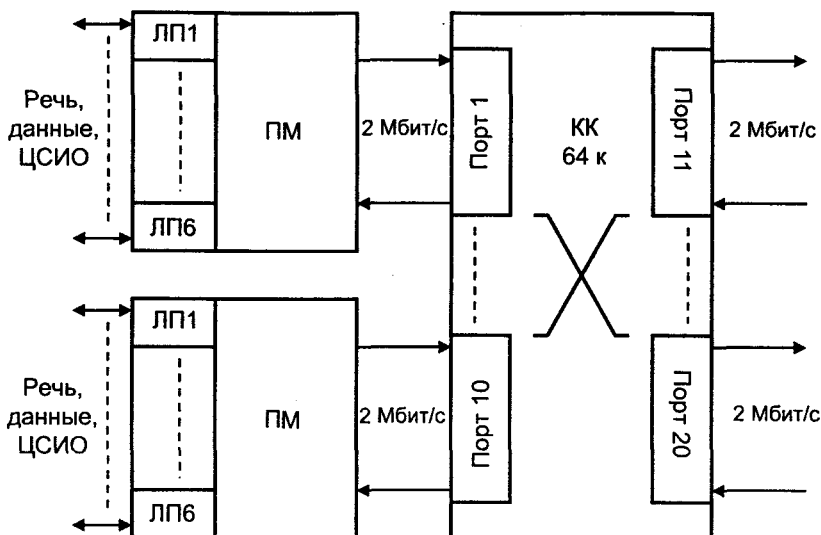 ЛП1
Речь,
данные,
ЦСИО
ПМ
2 Мбит/с
Порт 1
КК
64 к
Порт 11
2 Мбит/с
ЛП6
ЛП1
Речь,
данные,
ЦСИО
ПМ
2 Мбит/с
Порт 10
Порт 20
2 Мбит/с
ЛП6